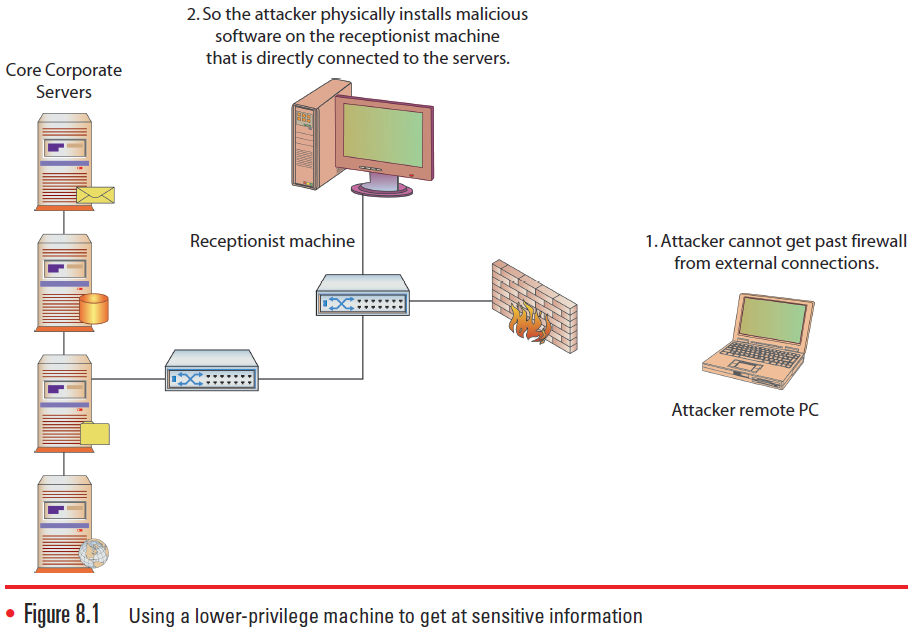 2. So the attacker physically installs malicious
software on the receptionist machine
that is directly connected to the servers.
Core Corporate
Servers
Receptionist machine
1. Attacker cannot get past firewall
from external connections.
Attacker remote PC
• Figure 8.1 Using a lower-privilege machine to get at sensitive information